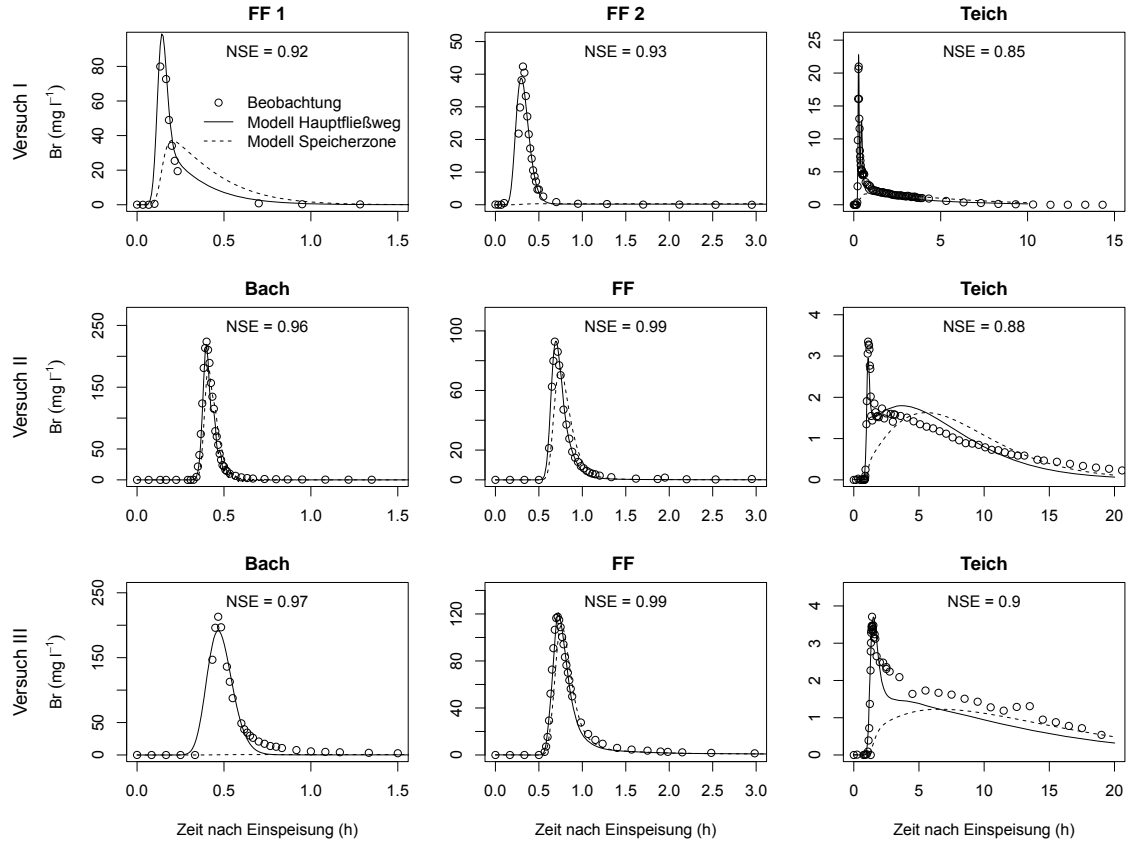 FF 1
FF 2
Teich
Versuch I
Br (mg l⁻¹)
NSE = 0.92
Beobachtung
Modell Hauptfließweg
Modell Speicherzone
0 20 40 60 80
0.0 0.5 1.0 1.5
NSE = 0.93
0 10 20 30 40 50
0.0 0.5 1.0 1.5 2.0 2.5 3.0
NSE = 0.85
0 5 10 15 20 25
0 5 10 15
Bach
FF
Teich
Versuch II
Br (mg l⁻¹)
NSE = 0.96
0 50 150 250
0.0 0.5 1.0 1.5
NSE = 0.99
0 20 60 100
0.0 0.5 1.0 1.5 2.0 2.5 3.0
NSE = 0.88
0 1 2 3 4
0 5 10 15 20
Bach
FF
Teich
Versuch III
Br (mg l⁻¹)
NSE = 0.97
0 50 150 250
0.0 0.5 1.0 1.5
NSE = 0.99
0 40 80 120
0.0 0.5 1.0 1.5 2.0 2.5 3.0
NSE = 0.9
0 1 2 3 4
0 5 10 15 20
Zeit nach Einspeisung (h)
Zeit nach Einspeisung (h)
Zeit nach Einspeisung (h)